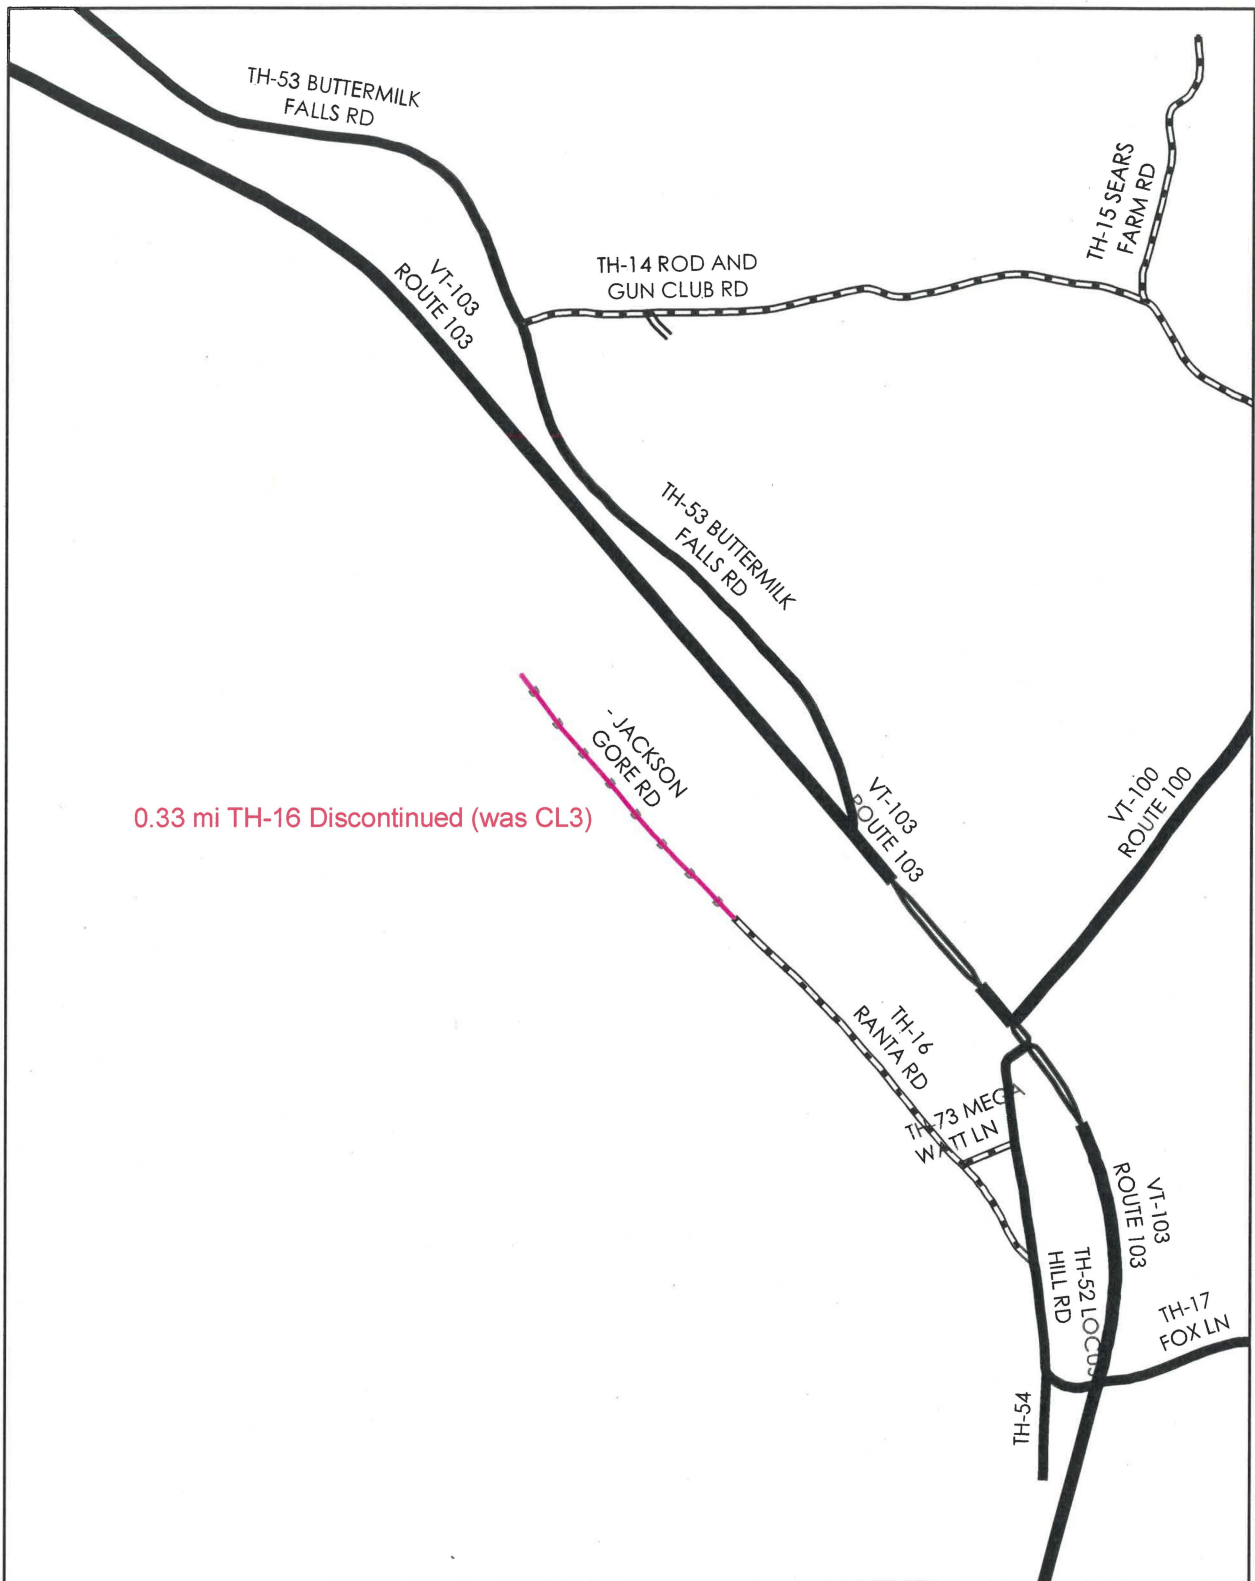 TH-53 BUTTERMILK
FALLS RD
TH-15 SEARS
FARM RD
TH-14 ROD AND
GUN CLUB RD
VT-103
ROUTE 103
TH-53 BUTTERMILK
FALLS RD
- JACKSON
GORE RD
0.33 mi TH-16 Discontinued (was CL3)
VT-103
ROUTE 103
VT-100
ROUTE 100
TH-16
RANTA RD
TH-73 MEGA
WATT LN
VT-103
ROUTE 103
TH-52 LOCUS
HILL RD
TH-17
FOX LN
TH-54